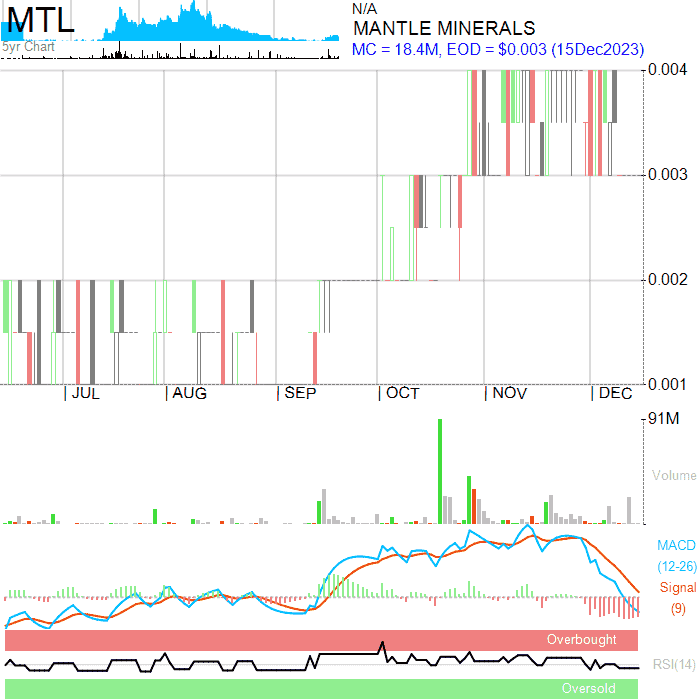 MTL
5yr Chart
N/A
MANTLE MINERALS
MC = 18.4M, EOD = $0.003 (15Dec2023)
0.004
0.003
0.002
0.001
JUL
AUG
SEP
OCT
NOV
DEC
91M
Volume
MACD
(12-26)
Signal
(9)
Overbought
RSI(14)
Oversold